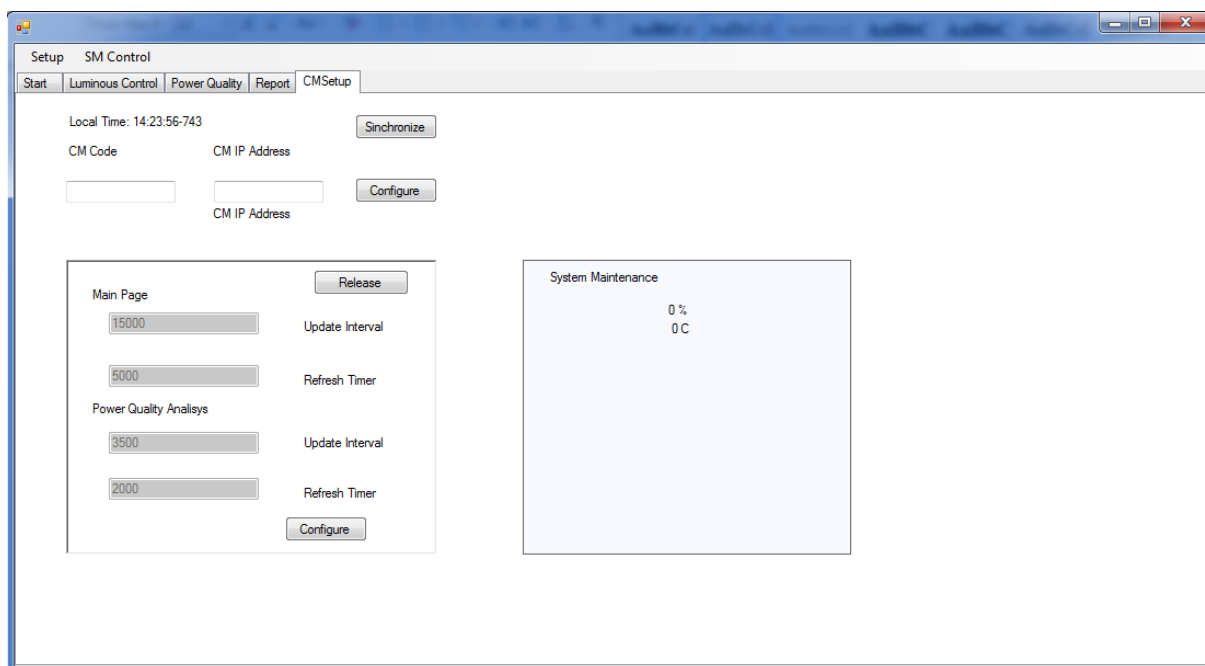 Setup SM Control
Start Luminous Control Power Quality Report CMSetup
Local Time: 14:23:56-743 Sinchronize
CM Code CM IP Address
Configure
CM IP Address
Release
Main Page
15000 Update Interval
5000 Refresh Timer
Power Quality Analisys
3500 Update Interval
2000 Refresh Timer
Configure
System Maintenance
0 %
0 C